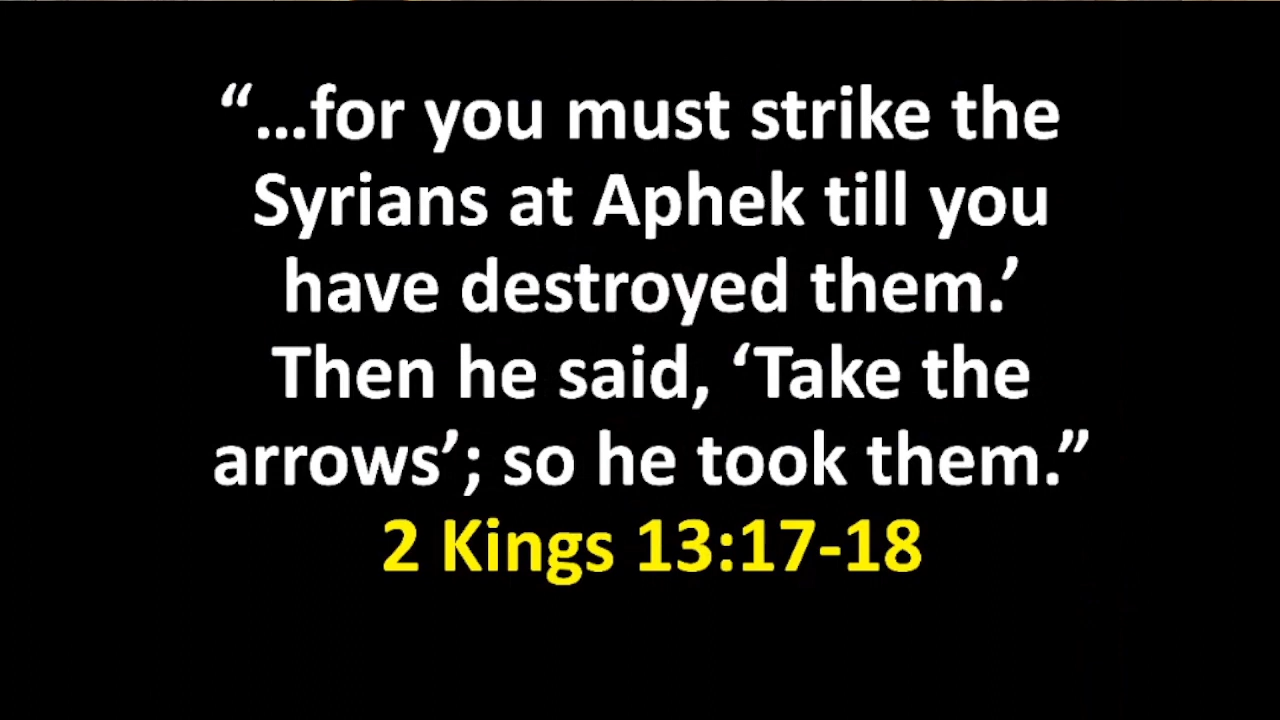 “…for you must strike the
Syrians at Aphek till you
have destroyed them.’
Then he said, ‘Take the
arrows’; so he took them.”
2 Kings 13:17-18